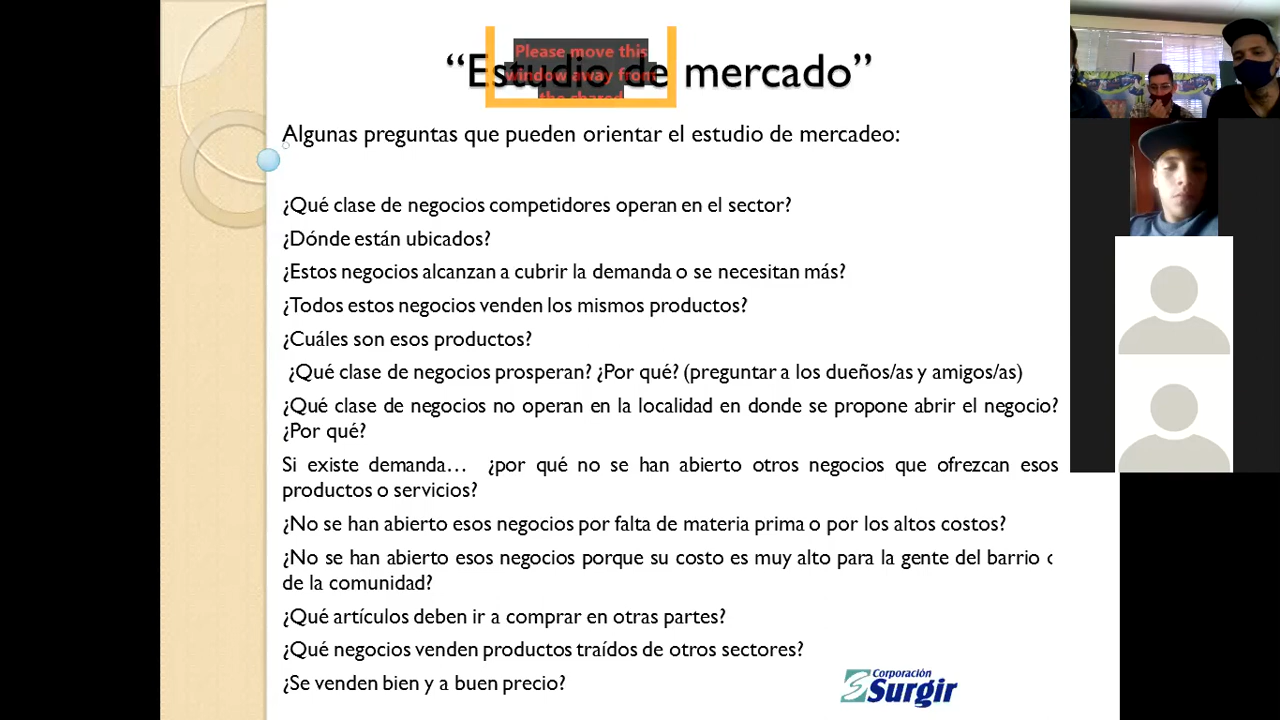 “Estudio de mercado”
Please move this
window away from
the shared
Algunas preguntas que pueden orientar el estudio de mercadeo:
¿Qué clase de negocios competidores operan en el sector?
¿Dónde están ubicados?
¿Estos negocios alcanzan a cubrir la demanda o se necesitan más?
¿Todos estos negocios venden los mismos productos?
¿Cuáles son esos productos?
¿Qué clase de negocios prosperan? ¿Por qué? (preguntar a los dueños/as y amigos/as)
¿Qué clase de negocios no operan en la localidad en donde se propone abrir el negocio?
¿Por qué?
Si existe demanda… ¿por qué no se han abierto otros negocios que ofrezcan esos
productos o servicios?
¿No se han abierto esos negocios por falta de materia prima o por los altos costos?
¿No se han abierto esos negocios porque su costo es muy alto para la gente del barrio o
de la comunidad?
¿Qué artículos deben ir a comprar en otras partes?
¿Qué negocios venden productos traídos de otros sectores?
¿Se venden bien y a buen precio?
Corporación
Surgir